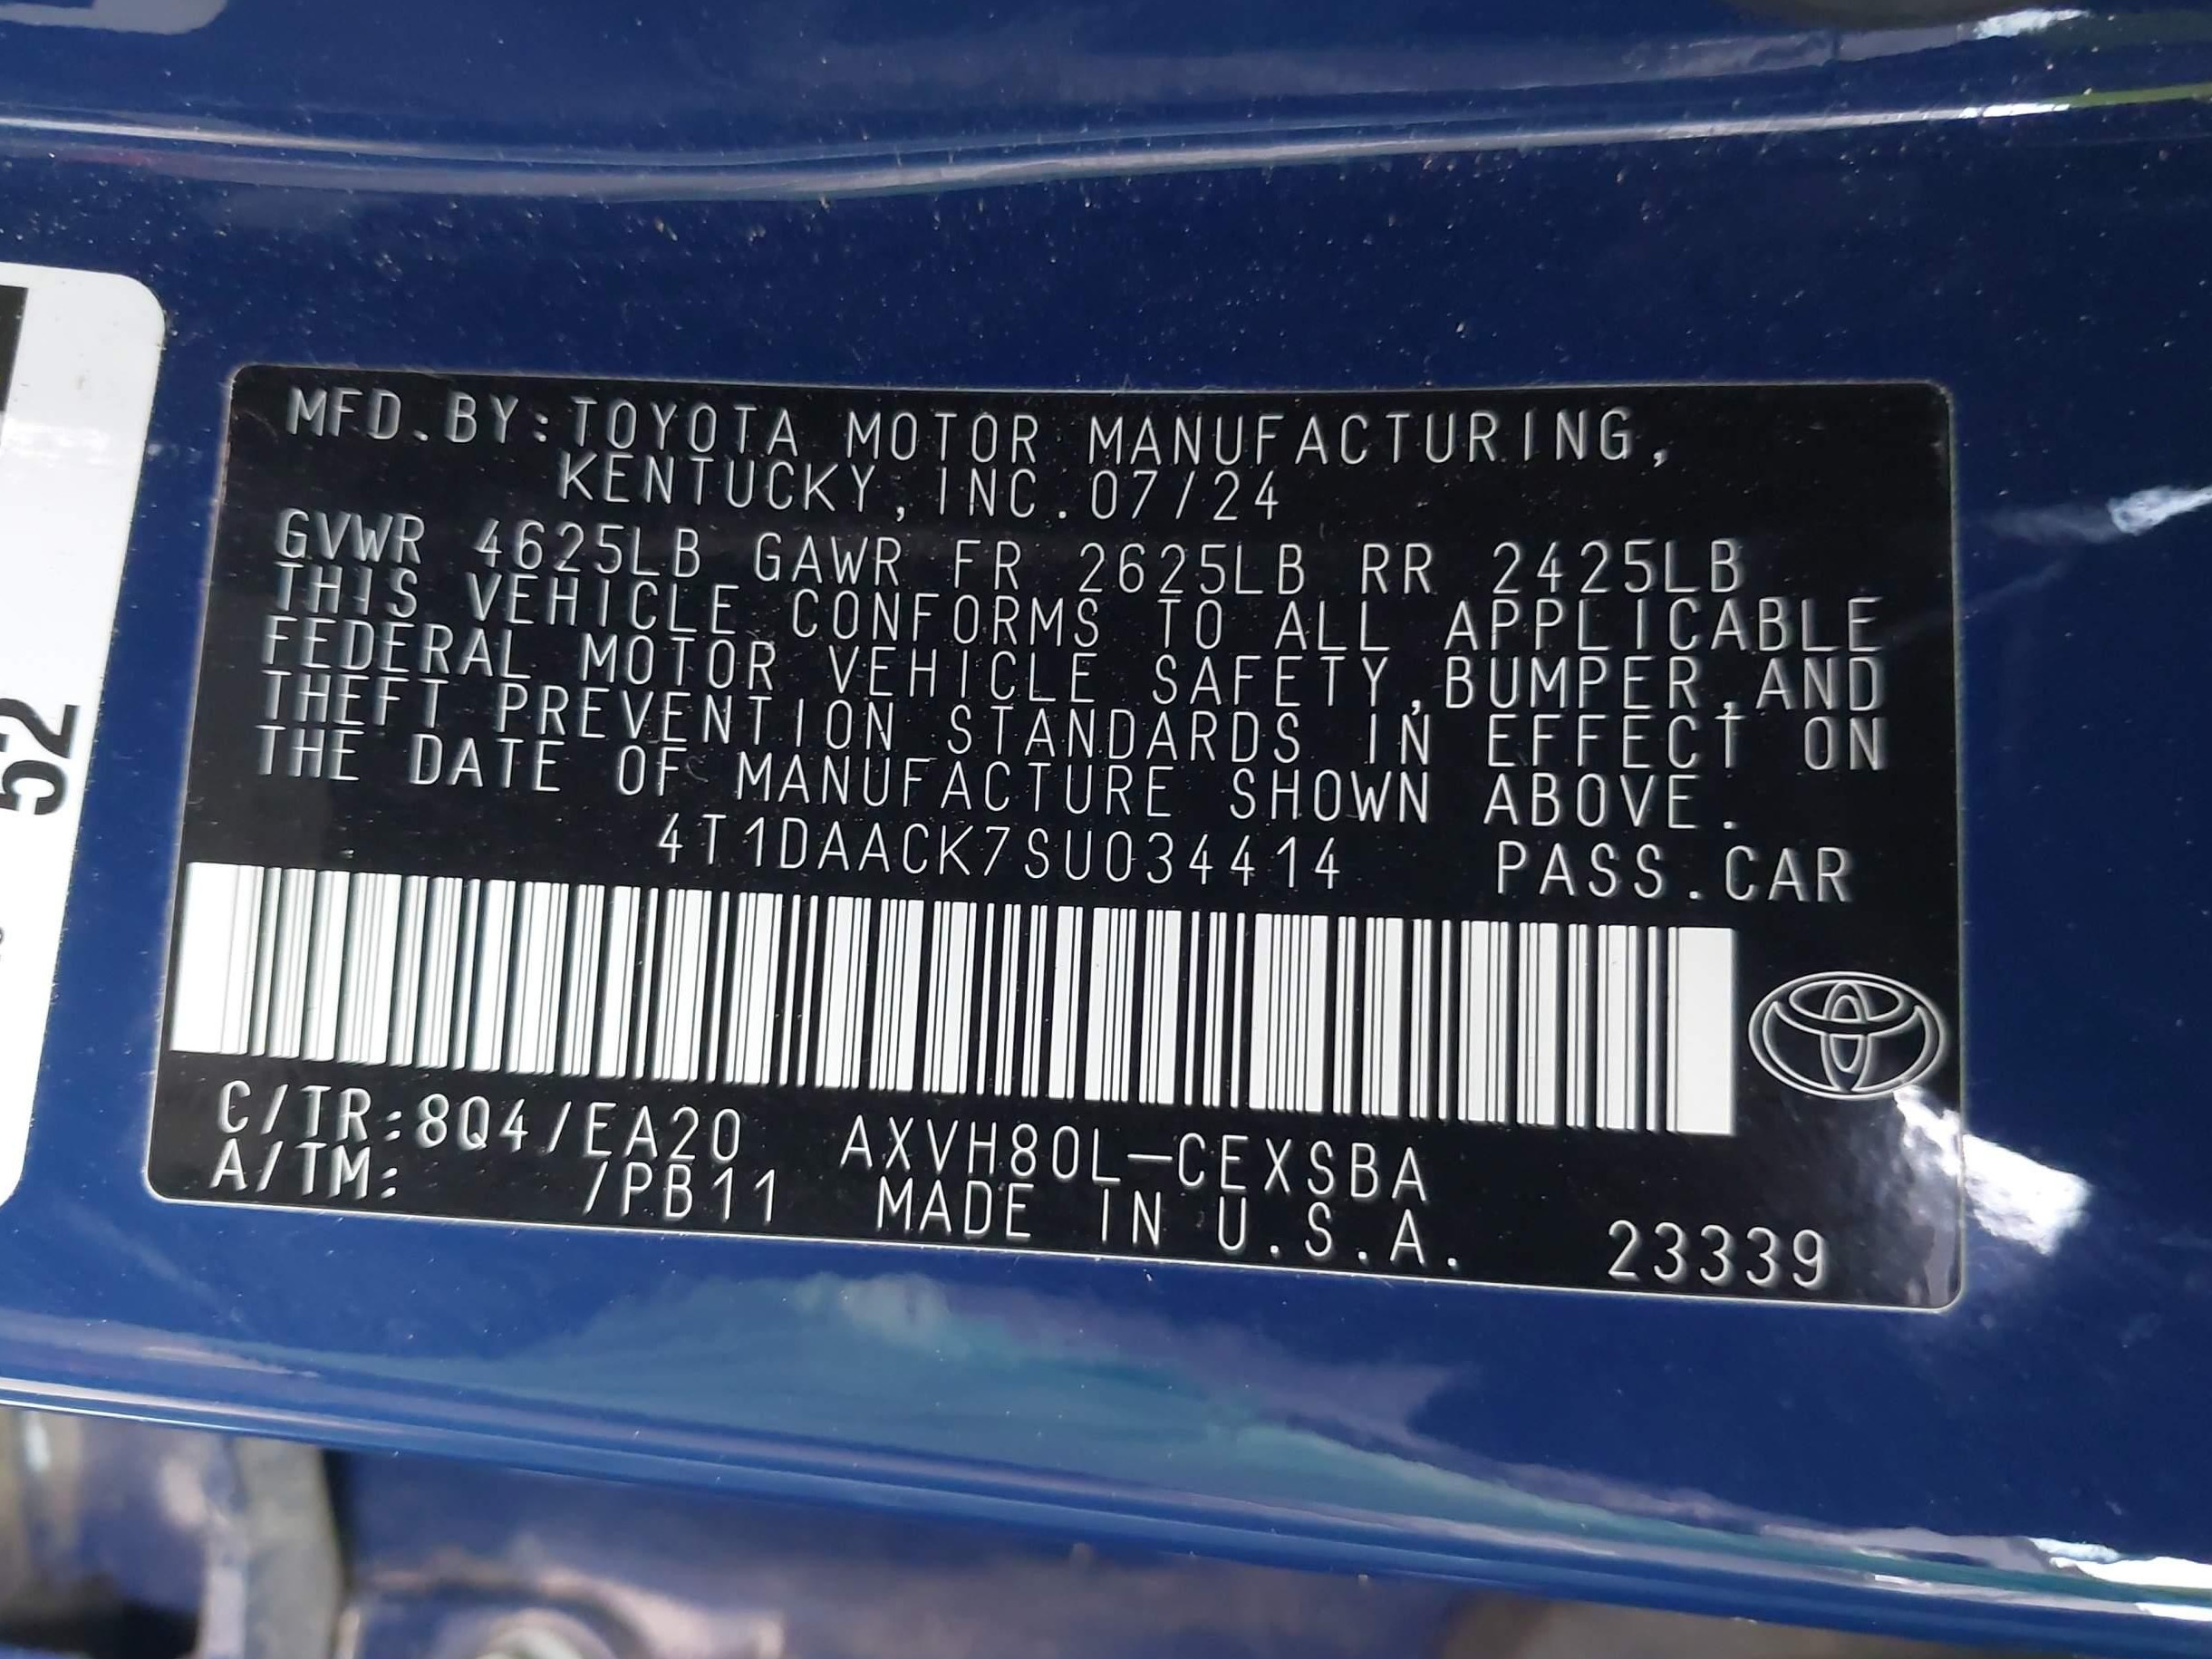 MFD.BY:TOYOTA MOTOR MANUFACTURING,
KENTUCKY, INC.07/24
GVWR 4625LB GAWR FR 2625LB RR 2425LB
THIS VEHICLE CONFORMS TO ALL APPLICABLE
FEDERAL MOTOR VEHICLE SAFETY,BUMPER,AND
THEFT PREVENTION STANDARDS IN EFFECT ON
THE DATE OF MANUFACTURE SHOWN ABOVE.
4T1DAACK7SU034414 PASS.CAR
C/TR:8Q4/EA20 AXVH80L-CEXSBA
A/TM: /PB11 MADE IN U.S.A. 23339
52